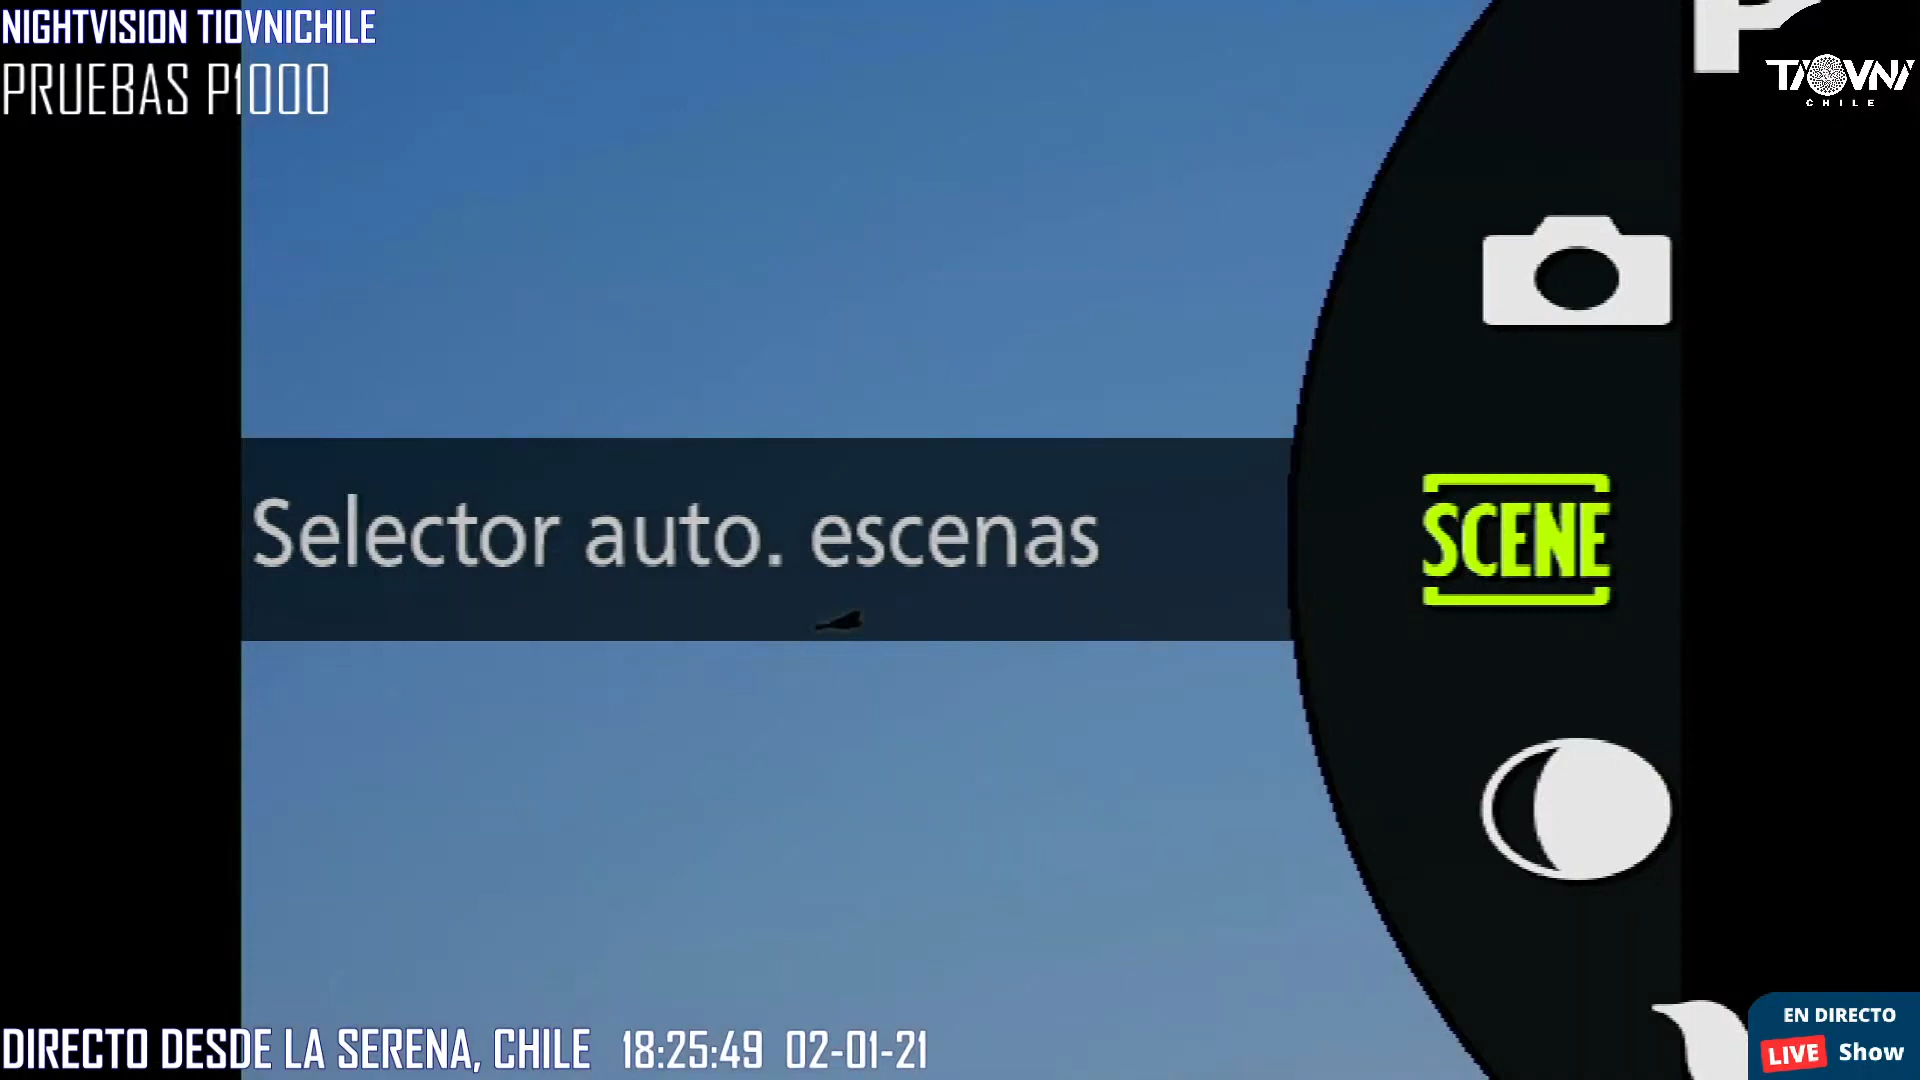 NIGHTVISION TIOVNICHILE
PRUEBAS P1000
P
TIOVNI
CHILE
Selector auto. escenas
SCENE
DIRECTO DESDE LA SERENA, CHILE 18:25:49 02-01-21
EN DIRECTO
LIVE Show